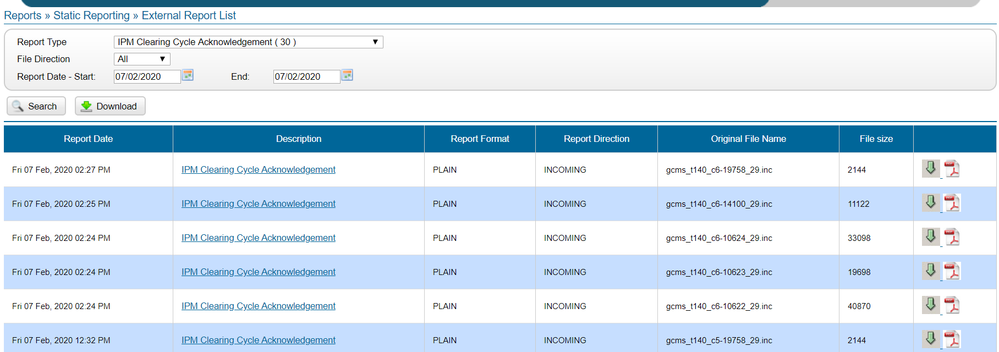 Reports » Static Reporting » External Report List
Report Type IPM Clearing Cycle Acknowledgement ( 30 )
File Direction All
Report Date - Start: 07/02/2020 End: 07/02/2020
Search Download
Report Date Description Report Format Report Direction Original File Name File size
Fri 07 Feb, 2020 02:27 PM IPM Clearing Cycle Acknowledgement PLAIN INCOMING gcms_t140_c6-19758_29.inc 2144
Fri 07 Feb, 2020 02:25 PM IPM Clearing Cycle Acknowledgement PLAIN INCOMING gcms_t140_c6-14100_29.inc 11122
Fri 07 Feb, 2020 02:24 PM IPM Clearing Cycle Acknowledgement PLAIN INCOMING gcms_t140_c6-10624_29.inc 33098
Fri 07 Feb, 2020 02:24 PM IPM Clearing Cycle Acknowledgement PLAIN INCOMING gcms_t140_c6-10623_29.inc 19698
Fri 07 Feb, 2020 02:24 PM IPM Clearing Cycle Acknowledgement PLAIN INCOMING gcms_t140_c6-10622_29.inc 40870
Fri 07 Feb, 2020 12:32 PM IPM Clearing Cycle Acknowledgement PLAIN INCOMING gcms_t140_c5-19758_29.inc 2144